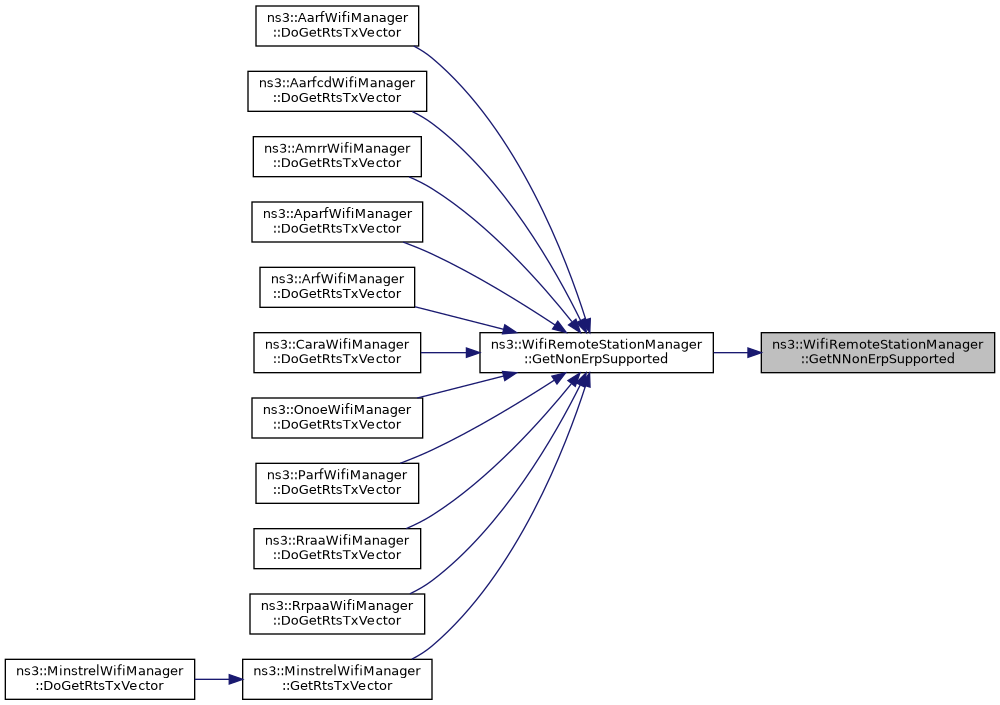 ns3::AarfWifiManager
::DoGetRtsTxVector
ns3::AarfcdWifiManager
::DoGetRtsTxVector
ns3::AmrrWifiManager
::DoGetRtsTxVector
ns3::AparfWifiManager
::DoGetRtsTxVector
ns3::ArfWifiManager
::DoGetRtsTxVector
ns3::CaraWifiManager
::DoGetRtsTxVector
ns3::WifiRemoteStationManager
::GetNonErpSupported
ns3::WifiRemoteStationManager
::GetNNonErpSupported
ns3::OnoeWifiManager
::DoGetRtsTxVector
ns3::ParfWifiManager
::DoGetRtsTxVector
ns3::RraaWifiManager
::DoGetRtsTxVector
ns3::RrpaaWifiManager
::DoGetRtsTxVector
ns3::MinstrelWifiManager
::DoGetRtsTxVector
ns3::MinstrelWifiManager
::GetRtsTxVector